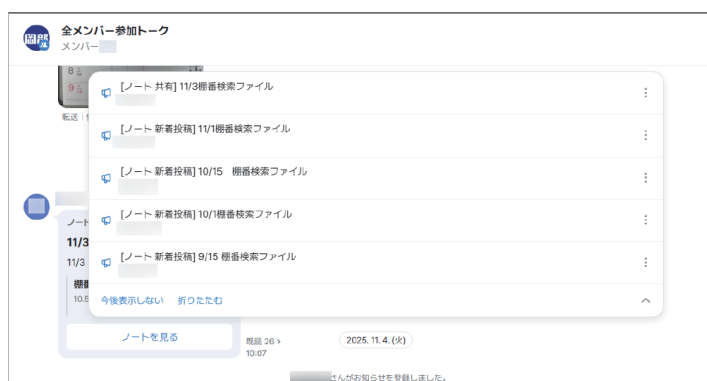 全メンバー参加トーク
メンバー
8
9
[ノート 共有] 11/3棚番検索ファイル
[ノート 新着投稿] 11/1棚番検索ファイル
転送
[ノート 新着投稿] 10/15 棚番検索ファイル
[ノート 新着投稿] 10/1棚番検索ファイル
ノート
11/3
[ノート 新着投稿] 9/15 棚番検索ファイル
11/3
棚番
今後表示しない 折りたたむ
ノートを見る
既読 26 >
10:07
2025. 11. 4. (火)
さんがお知らせを登録しました。